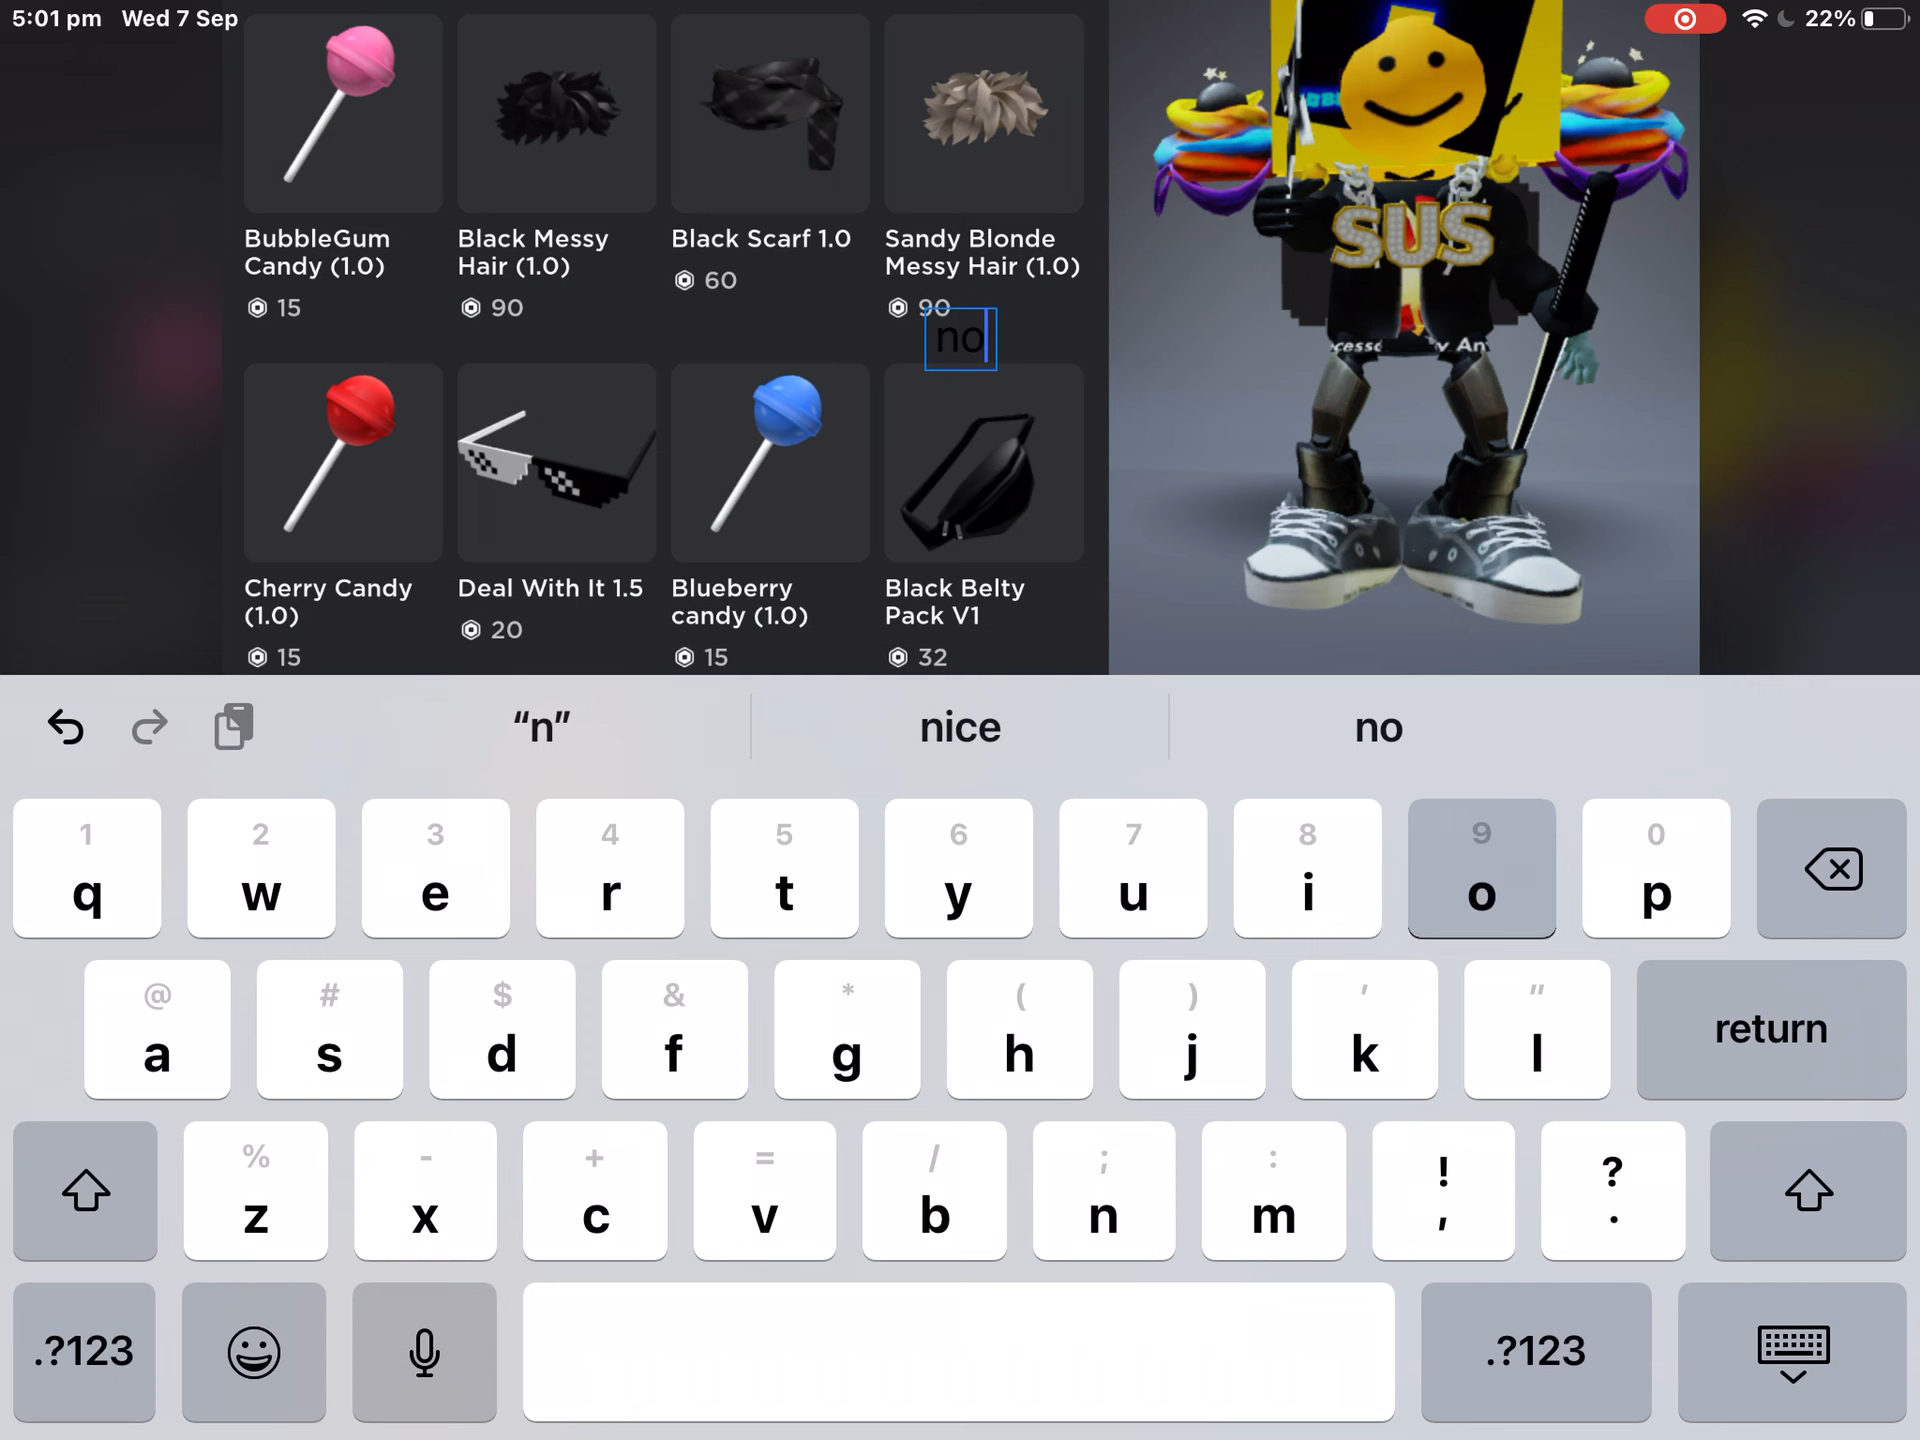 5:01 pm Wed 7 Sep
22%
BubbleGum Candy (1.0)
15
Black Messy Hair (1.0)
90
Black Scarf 1.0
60
Sandy Blonde Messy Hair (1.0)
90
no
SUS
Cherry Candy (1.0)
15
Deal With It 1.5
20
Blueberry candy (1.0)
15
Black Belty Pack V1
32
“n” nice no
1 2 3 4 5 6 7 8 9 0
q w e r t y u i o p
@ # $ & * ( ) ' "
a s d f g h j k l return
% - + = / ; : ! ?
z x c v b n m , .
.?123 .?123